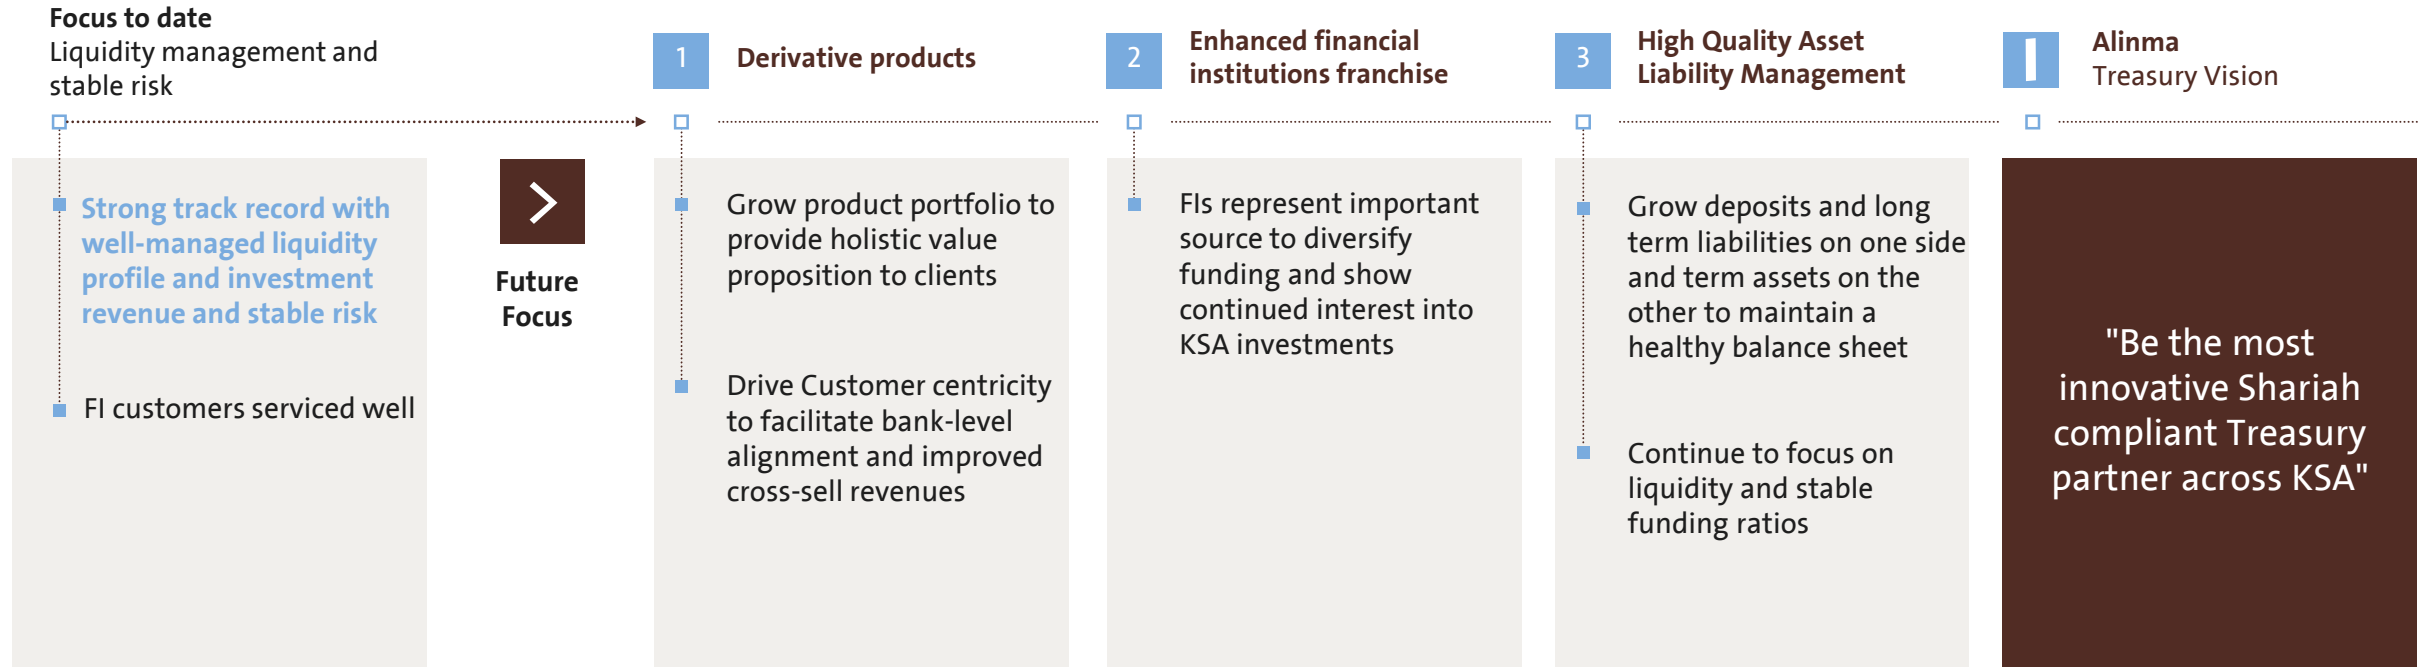 Focus to date
Liquidity management and
stable risk
Strong track record with
well-managed liquidity
profile and investment
revenue and stable risk
FI customers serviced well
Future
Focus
1
Derivative products
Grow product portfolio to
provide holistic value
proposition to clients
Drive Customer centricity
to facilitate bank-level
alignment and improved
cross-sell revenues
2
Enhanced financial
institutions franchise
FIs represent important
source to diversify
funding and show
continued interest into
KSA investments
3
High Quality Asset
Liability Management
Grow deposits and long
term liabilities on one side
and term assets on the
other to maintain a
healthy balance sheet
Continue to focus on
liquidity and stable
funding ratios
Alinma
Treasury Vision
"Be the most
innovative Shariah
compliant Treasury
partner across KSA"